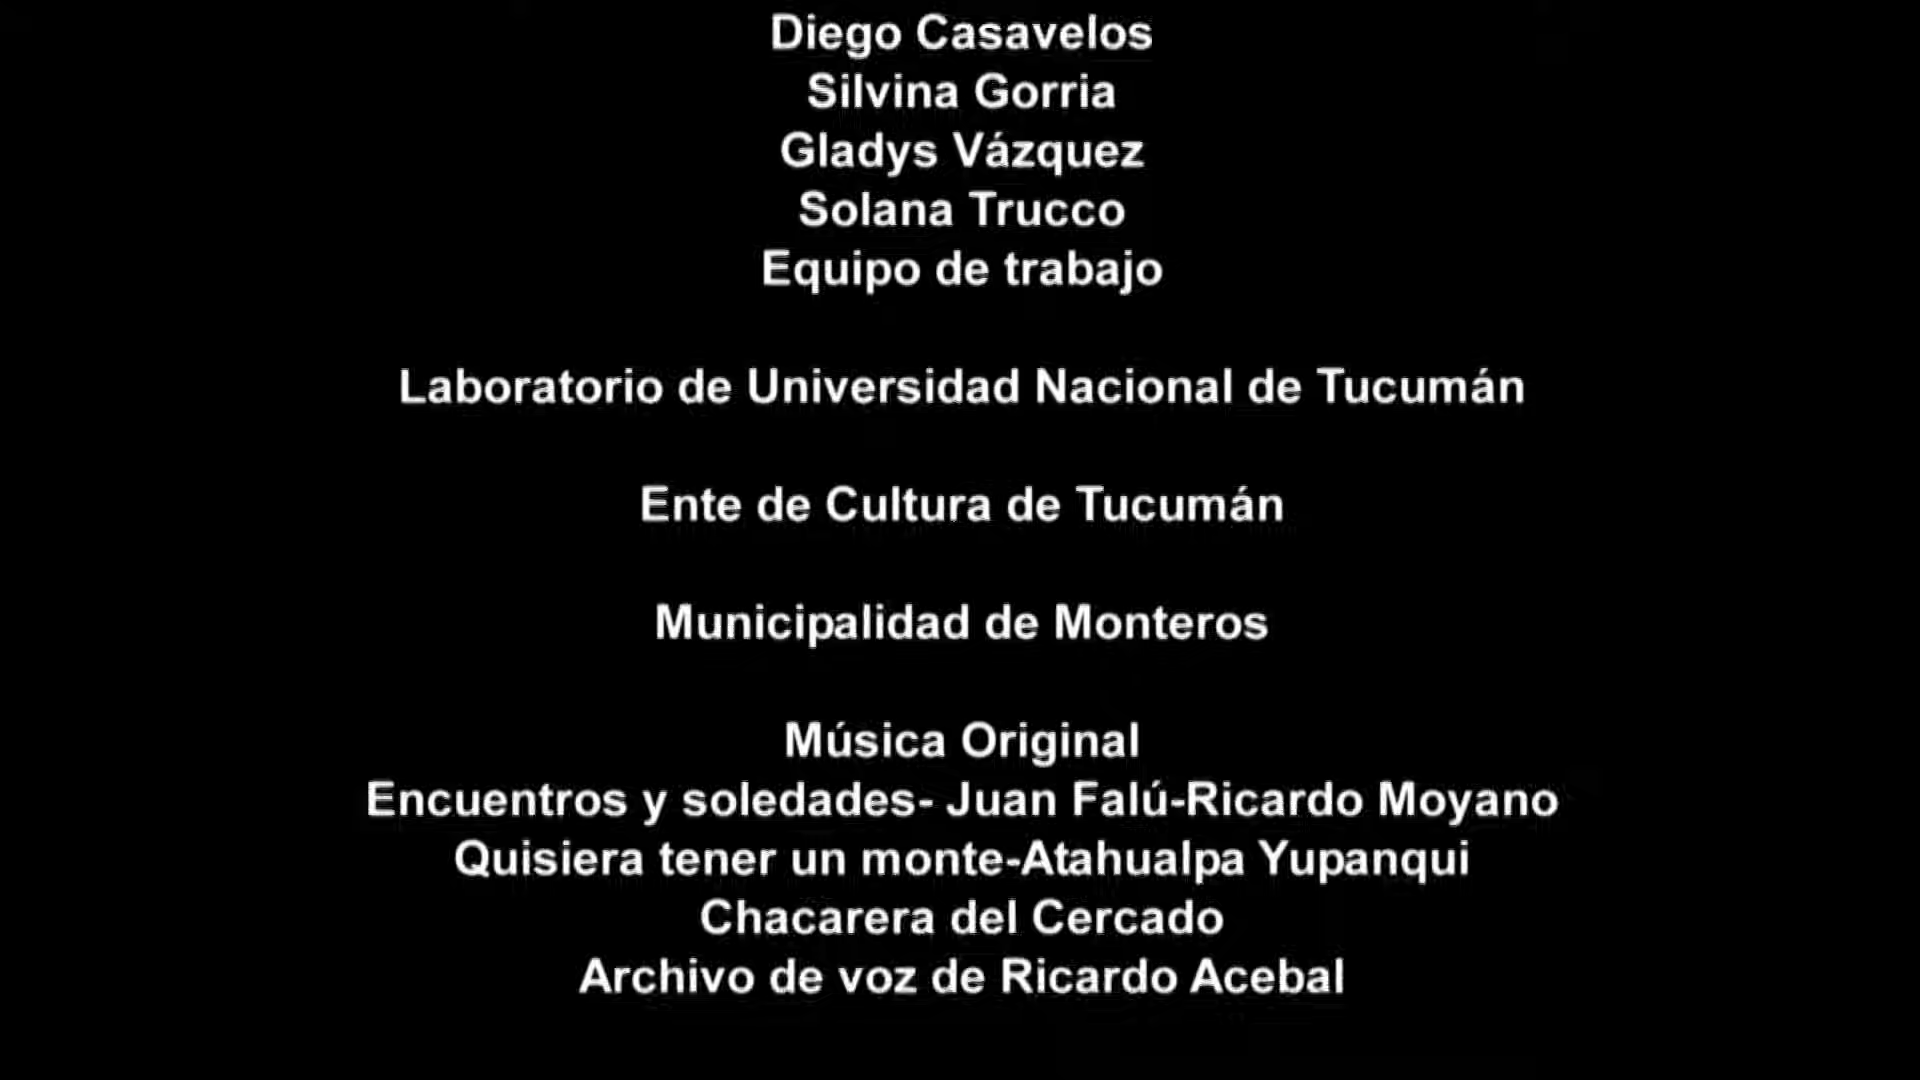 Diego Casavelos
Silvina Gorria
Gladys Vázquez
Solana Trucco
Equipo de trabajo
Laboratorio de Universidad Nacional de Tucumán
Ente de Cultura de Tucumán
Municipalidad de Monteros
Música Original
Encuentros y soledades- Juan Falú-Ricardo Moyano
Quisiera tener un monte-Atahualpa Yupanqui
Chacarera del Cercado
Archivo de voz de Ricardo Acebal